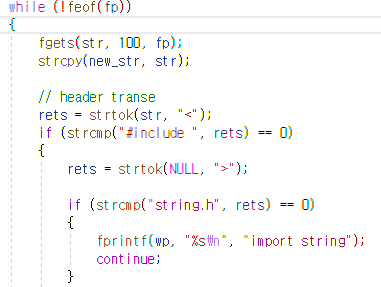 while (!feof(fp))
{
fgets(str, 100, fp);
strcpy(new_str, str);
// header transe
rets = strtok(str, "<");
if (strcmp("#include ", rets) == 0)
{
rets = strtok(NULL, ">");
if (strcmp("string.h", rets) == 0)
{
fprintf(wp, "%s₩n", "import string");
continue;
}